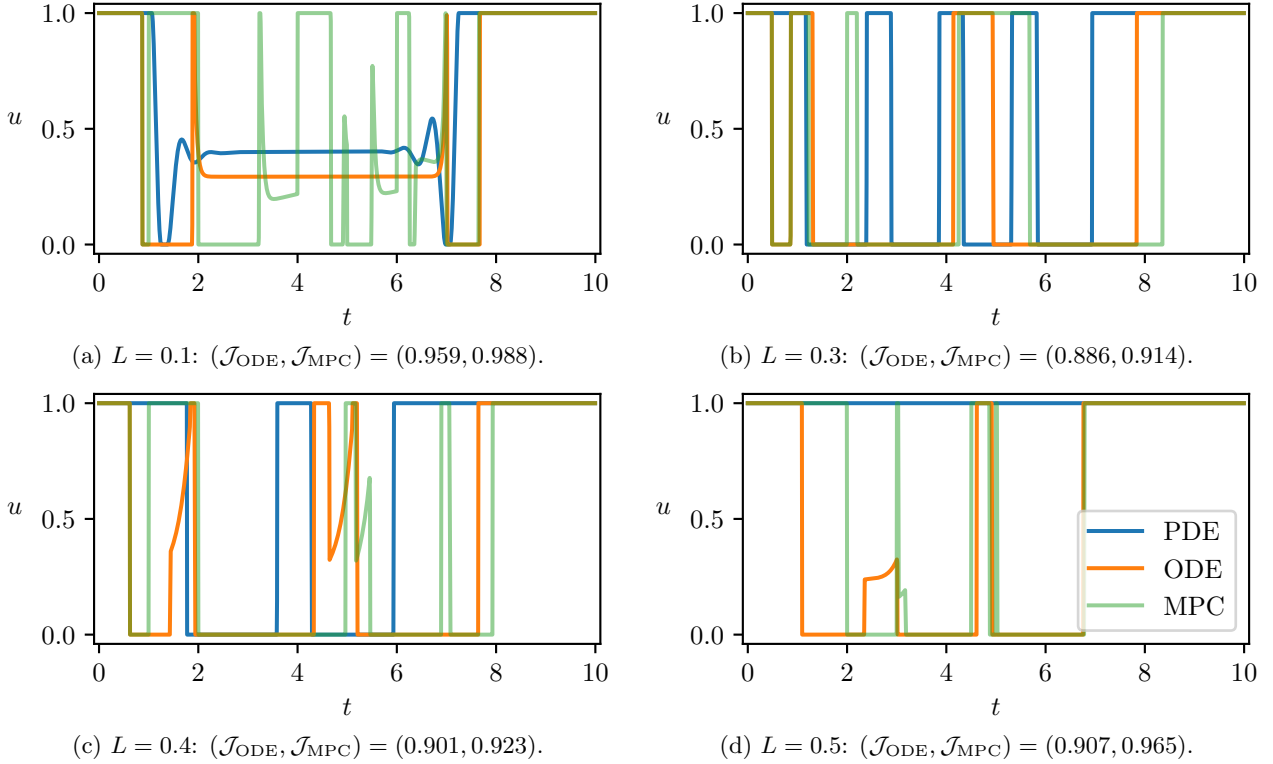 1.0
0.5
0.0
u
0 2 4 6 8 10
t
(a) L = 0.1: (𝒥ODE, 𝒥MPC) = (0.959, 0.988).
1.0
0.5
0.0
u
0 2 4 6 8 10
t
(b) L = 0.3: (𝒥ODE, 𝒥MPC) = (0.886, 0.914).
1.0
0.5
0.0
u
0 2 4 6 8 10
t
(c) L = 0.4: (𝒥ODE, 𝒥MPC) = (0.901, 0.923).
1.0
0.5
0.0
u
PDE
ODE
MPC
0 2 4 6 8 10
t
(d) L = 0.5: (𝒥ODE, 𝒥MPC) = (0.907, 0.965).